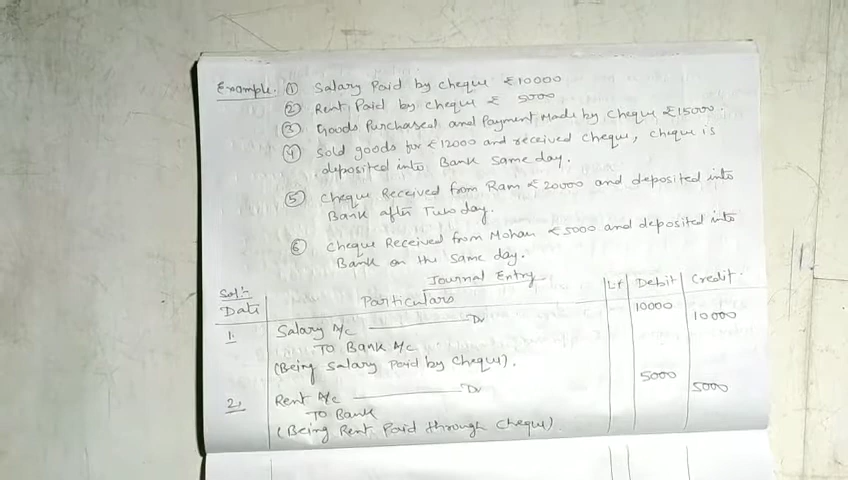 Example. ① Salary Paid by cheque ₹10000
② Rent Paid by cheque ₹ 5000
③ Goods Purchased and Payment Made by Cheque ₹15000.
④ Sold goods for ₹12000 and received cheque, cheque is
deposited into Bank same day.
⑤ Cheque Received from Ram ₹20000 and deposited into
Bank after Two day.
⑥ Cheque Received from Mohan ₹5000 and deposited into
Bank on the same day.
Journal Entry
Sol:-
Date Particulars L.F Debit Credit
1. Salary A/c Dr 10000
To Bank A/c 10000
(Being Salary Paid by Cheque).
2. Rent A/c Dr 5000
To Bank 5000
(Being Rent Paid through Cheque)